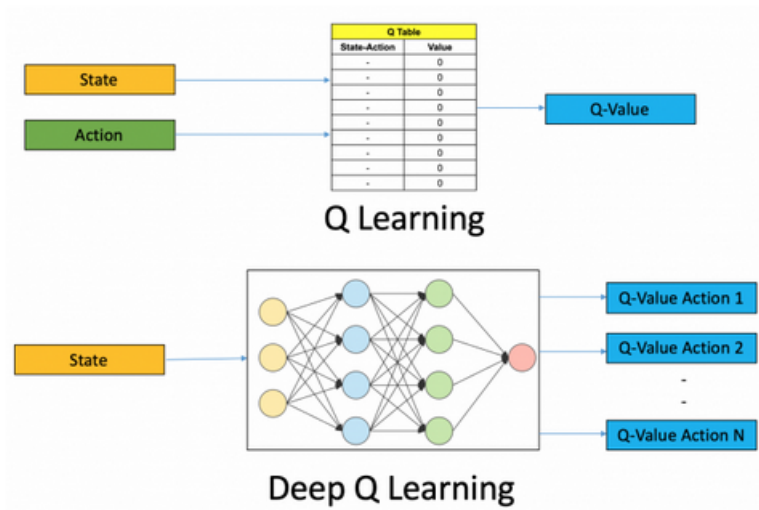 Q Table
State-Action Value
- 0
- 0
- 0
- 0
- 0
- 0
- 0
- 0
- 0
State
Action
Q-Value
Q Learning
State
Q-Value Action 1
Q-Value Action 2
-
-
Q-Value Action N
Deep Q Learning